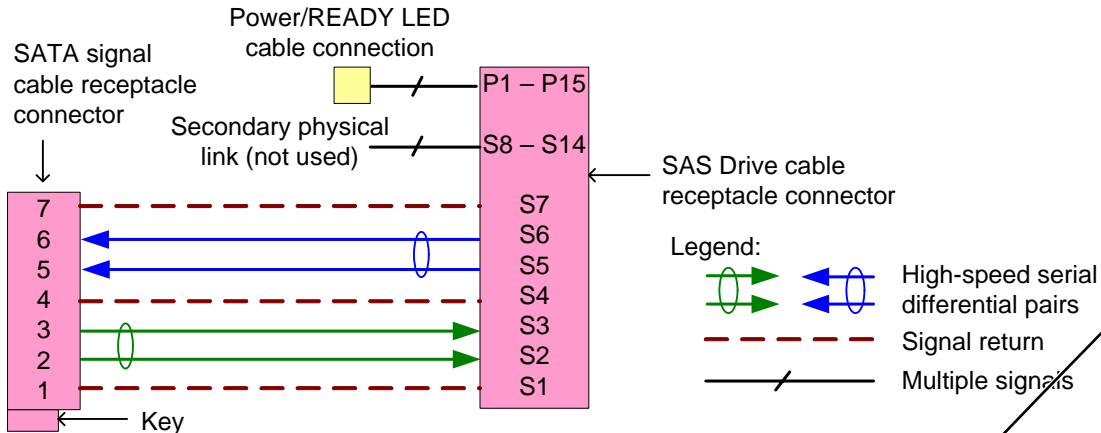 Power/READY LED
cable connection
SATA signal
cable receptacle
connector
P1 – P15
Secondary physical
link (not used)
S8 – S14
SAS Drive cable
receptacle connector
7
S7
6
S6
5
S5
4
S4
3
S3
2
S2
1
S1
Key
Legend:
High-speed serial
differential pairs
Signal return
Multiple signals